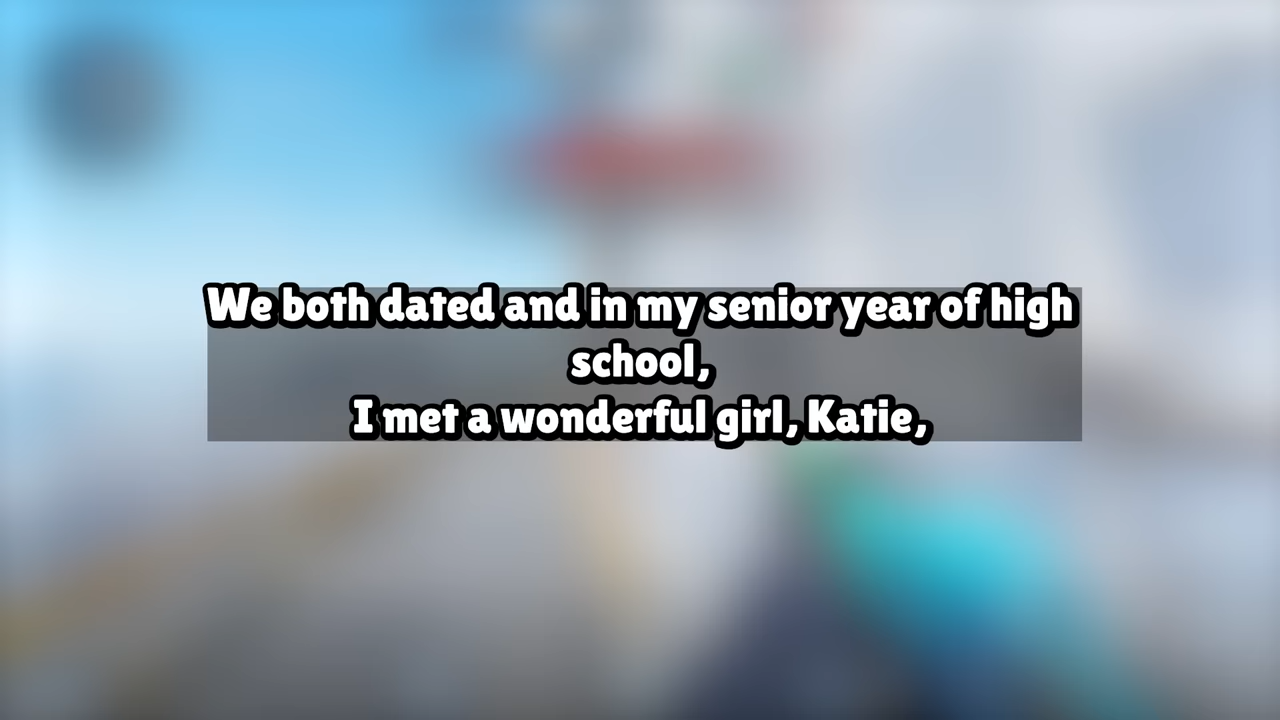 We both dated and in my senior year of high
school,
I met a wonderful girl, Katie,